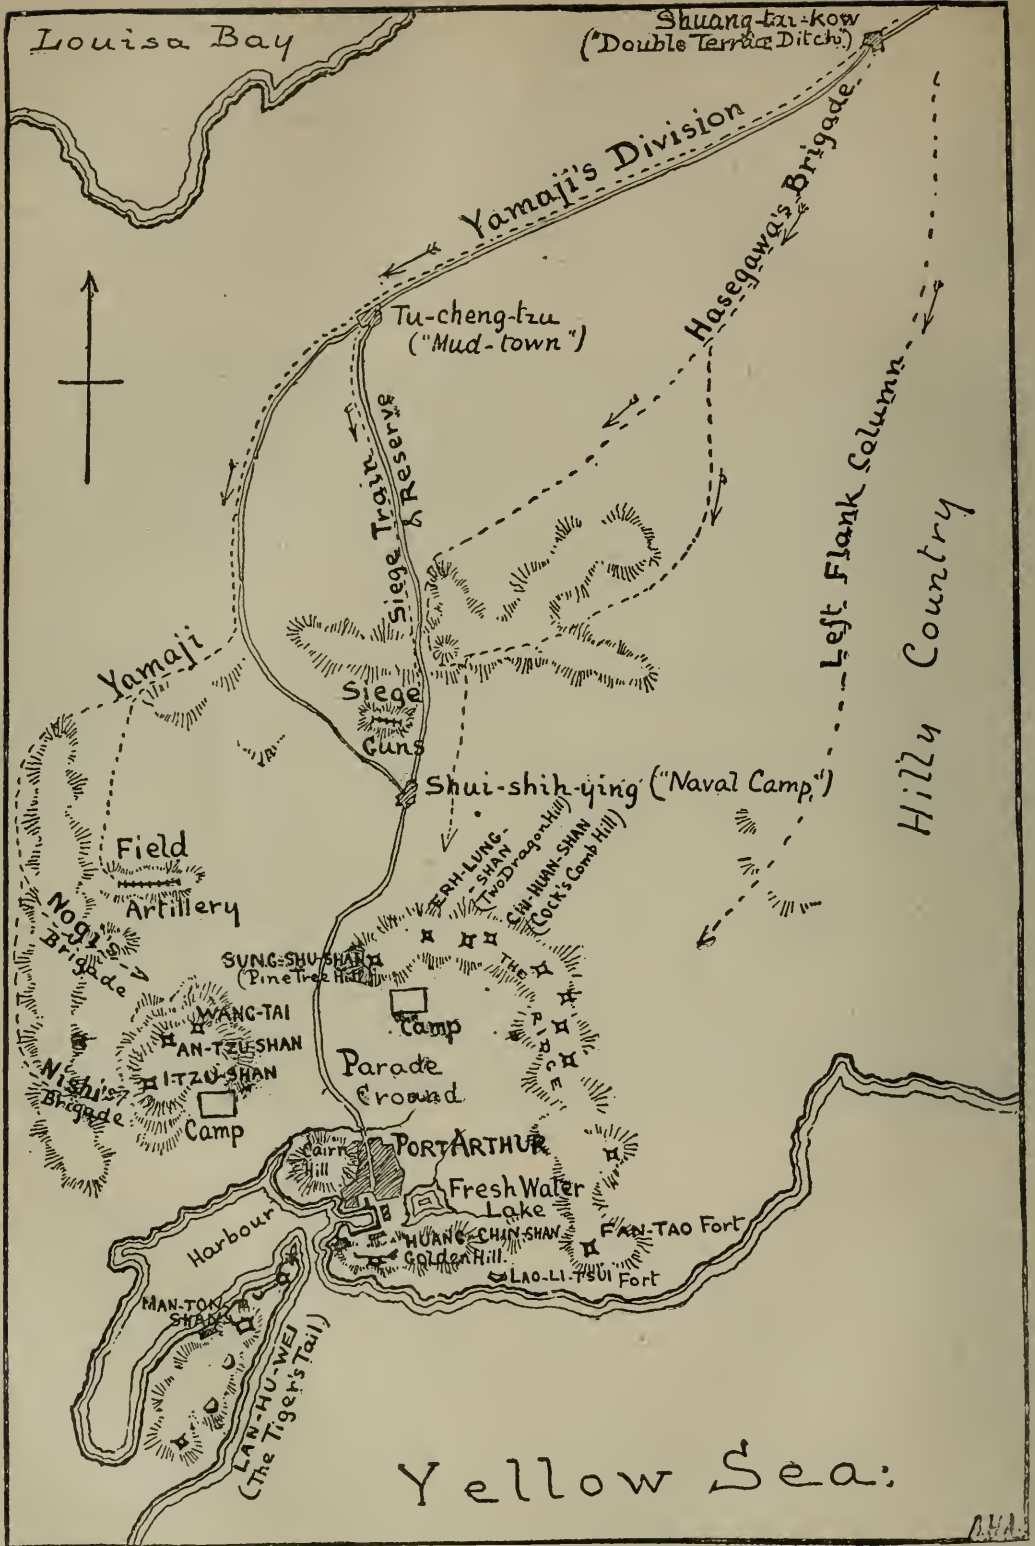 Louisa Bay
Shuang-tzi-kow
("Double Terrace Ditch")
Yamaji's Division
Hasegawa's Brigade
Tu-cheng-tzu
("Mud-town")
Siege Train
& Reserve
Left Flank Column
Hilly Country
Yamaji
Siege
Guns
Shui-shih-ying ("Naval Camp")
Field
Artillery
ERH-LUNG-
SHAN
(Two Dragon Hill)
CHI-HUAN-SHAN
(Cock's Comb Hill)
Nogi's
Brigade
SUNG-SHU-SHAN
(Pine Tree Hill)
THE
RIDGE
WANG-TAI
AN-TZU-SHAN
I-TZU-SHAN
Camp
Nishi's
Brigade
Camp
Parade
Ground
Cairn
Hill
PORT ARTHUR
Fresh Water
Lake
Harbour
HUANG-CHIN-SHAN
Golden Hill
FAN-TAO Fort
LAO-LI-TSUI Fort
MAN-TOW
SHAN
LAN-HU-WEI
(The Tiger's Tail)
Yellow Sea: